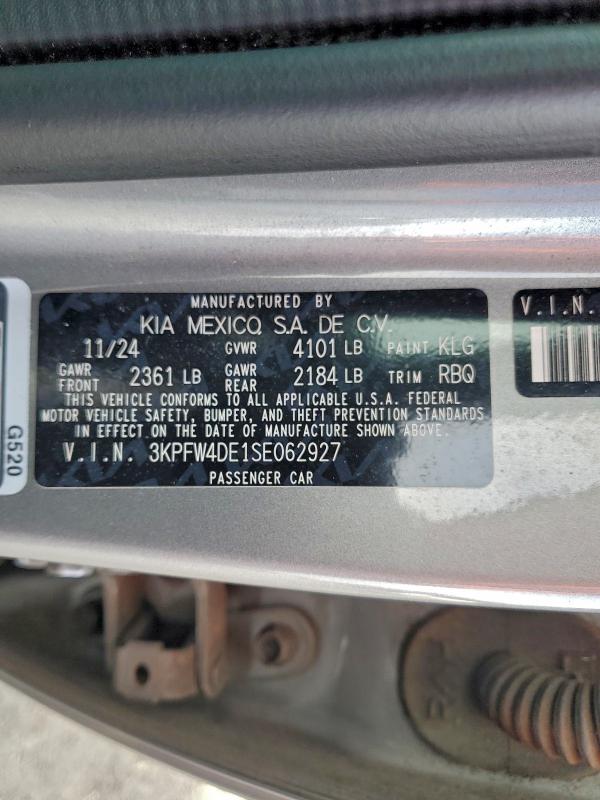 MANUFACTURED BY
KIA MEXICO, S.A. DE C.V.
11/24 GVWR 4101 LB PAINT KLG
GAWR FRONT 2361 LB GAWR REAR 2184 LB TRIM RBQ
THIS VEHICLE CONFORMS TO ALL APPLICABLE U.S.A. FEDERAL
MOTOR VEHICLE SAFETY, BUMPER, AND THEFT PREVENTION STANDARDS
IN EFFECT ON THE DATE OF MANUFACTURE SHOWN ABOVE.
V.I.N. 3KPFW4DE1SE062927
PASSENGER CAR
V.I.N.
G520